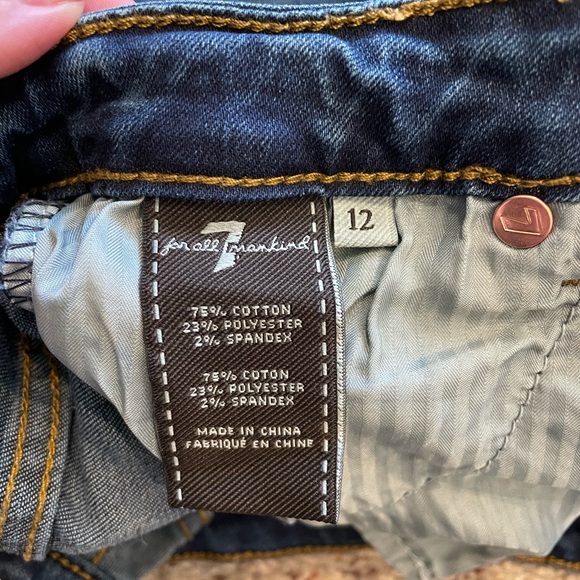 7
for all mankind
12
75% COTTON
23% POLYESTER
2% SPANDEX
75% COTON
23% POLYESTER
2% SPANDEX
MADE IN CHINA
FABRIQUÉ EN CHINE